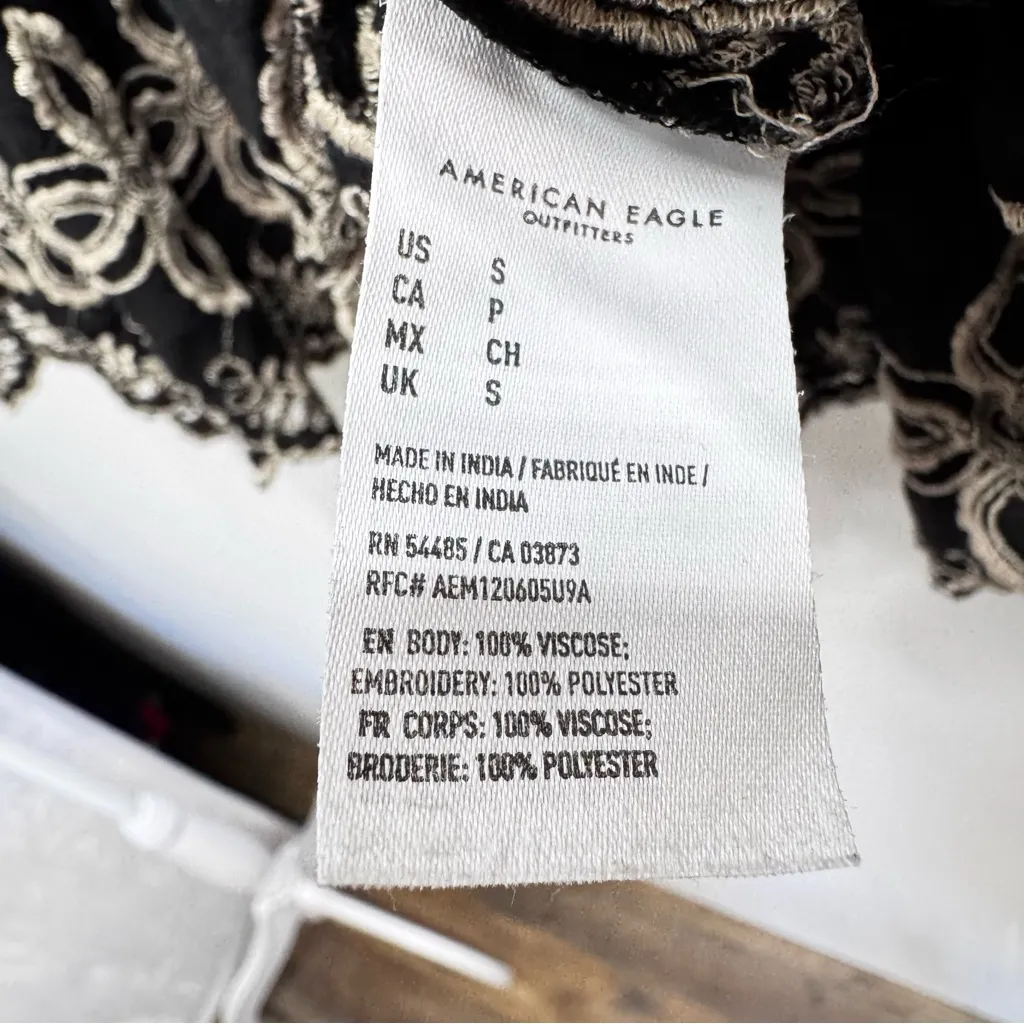 AMERICAN EAGLE
OUTFITTERS
US S
CA P
MX CH
UK S
MADE IN INDIA / FABRIQUÉ EN INDE /
HECHO EN INDIA
RN 54485 / CA 03873
RFC# AEM120605U9A
EN BODY: 100% VISCOSE;
EMBROIDERY: 100% POLYESTER
FR CORPS: 100% VISCOSE;
BRODERIE: 100% POLYESTER